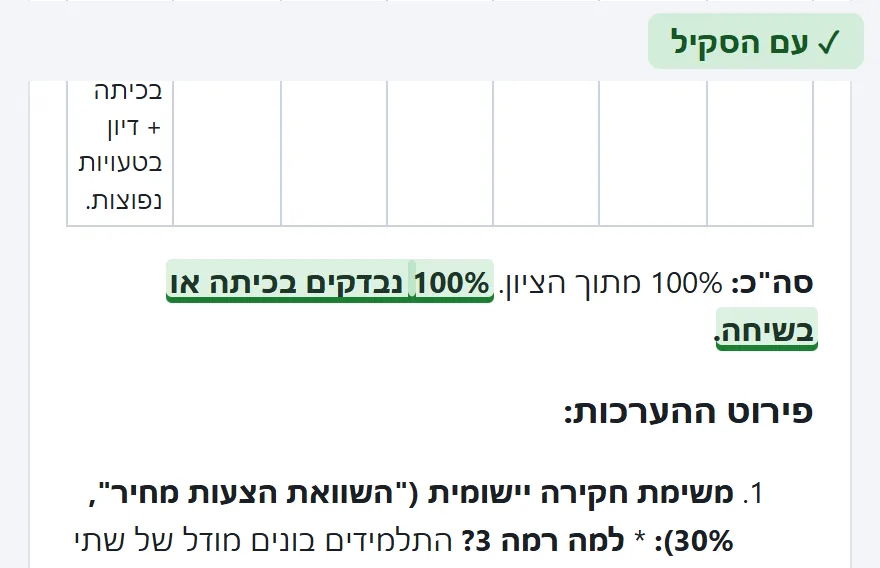 ✓ עם הסקיל
בכיתה
+ דיון
בטעויות
נפוצות.
סה"כ: 100% מתוך הציון. 100% נבדקים בכיתה או
בשיחה.
פירוט ההערכות:
1. משימת חקירה יישומית ("השוואת הצעות מחיר",
30%): * למה רמה 3? התלמידים בונים מודל של שתי